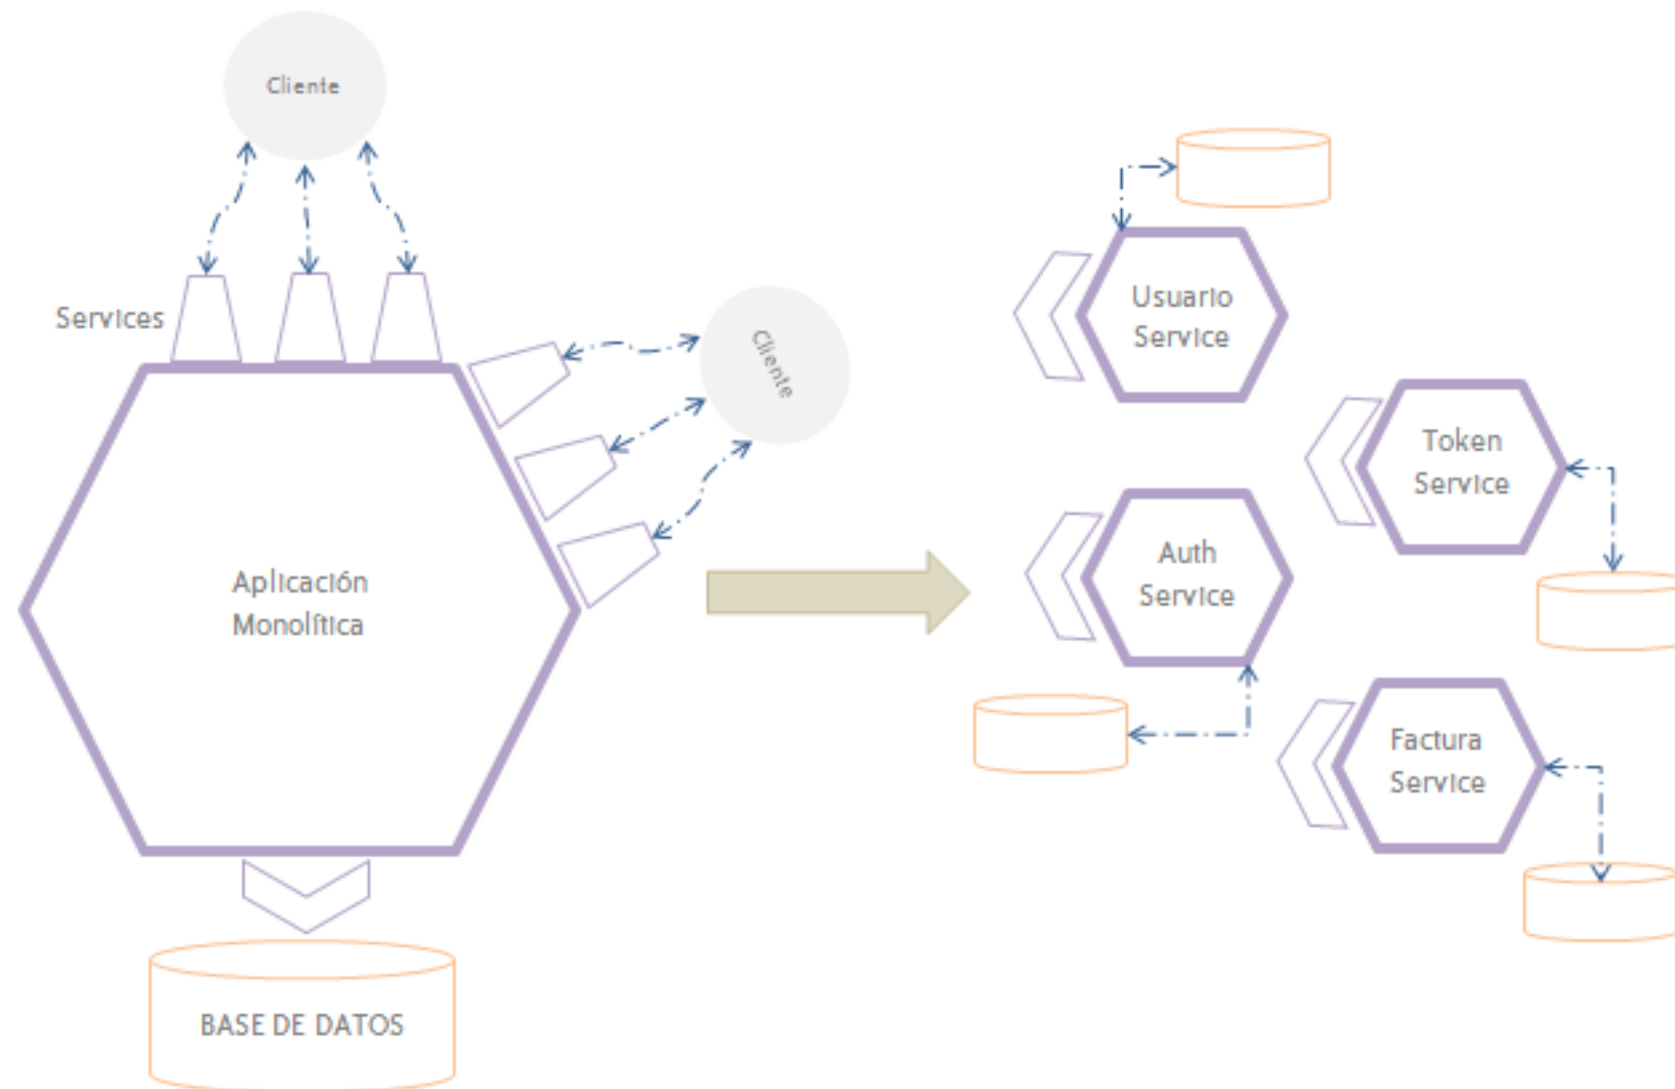 Cliente
Services
Cliente
Aplicación
Monolítica
BASE DE DATOS
Usuario
Service
Token
Service
Auth
Service
Factura
Service